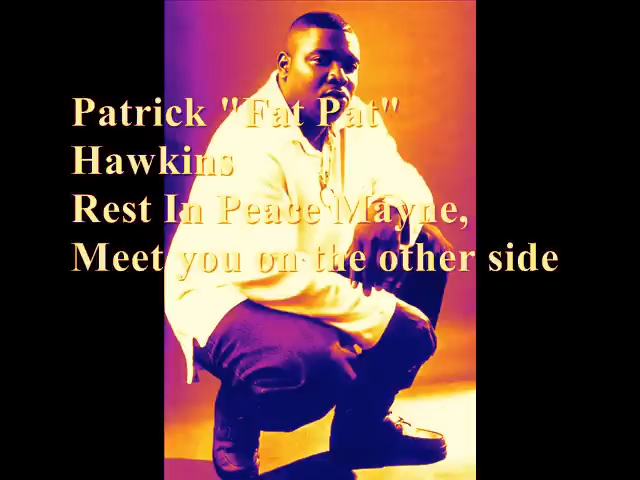 Patrick "Fat Pat"
Hawkins
Rest In Peace Mayne,
Meet you on the other side